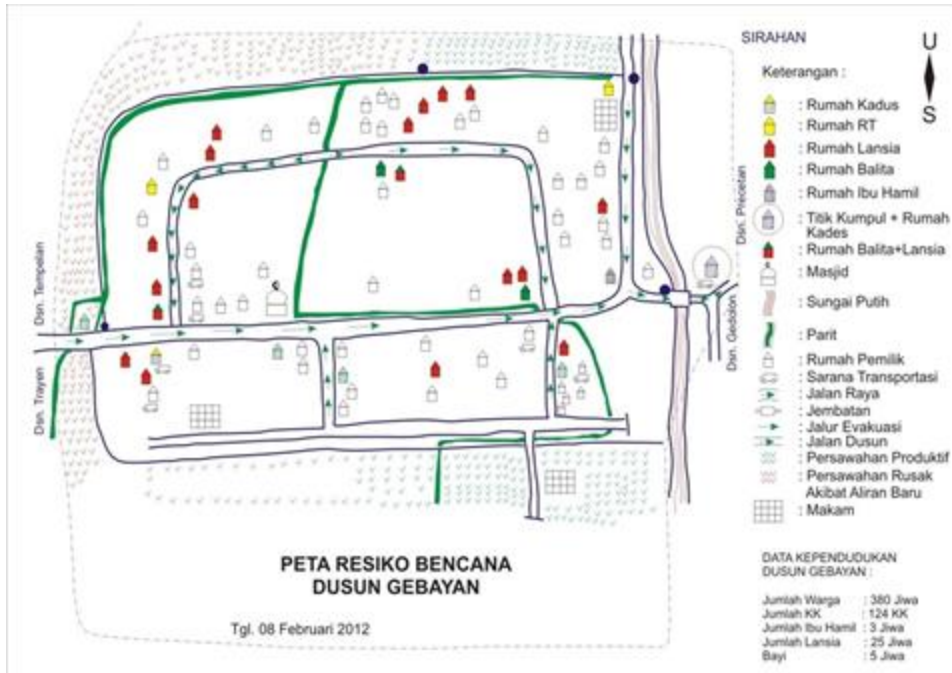 SIRAHAN
U
S
Keterangan :
: Rumah Kadus
: Rumah RT
: Rumah Lansia
: Rumah Balita
: Rumah Ibu Hamil
: Titik Kumpul + Rumah
Kades
: Rumah Balita+Lansia
: Masjid
: Sungai Putih
: Parit
: Rumah Pemilik
: Sarana Transportasi
: Jalan Raya
: Jembatan
: Jalur Evakuasi
: Jalan Dusun
: Persawahan Produktif
: Persawahan Rusak
Akibat Aliran Baru
: Makam
Dsn. Tempelan
Dsn. Trayen
Dsn. Precetan
Dsn. Gedolon
PETA RESIKO BENCANA
DUSUN GEBAYAN
Tgl. 08 Februari 2012
DATA KEPENDUDUKAN
DUSUN GEBAYAN :
Jumlah Warga : 380 Jiwa
Jumlah KK : 124 KK
Jumlah Ibu Hamil : 3 Jiwa
Jumlah Lansia : 25 Jiwa
Bayi : 5 Jiwa